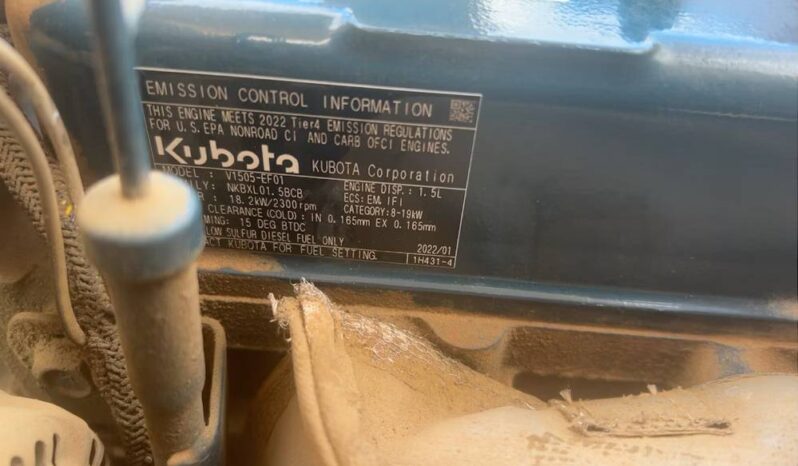 EMISSION CONTROL INFORMATION
THIS ENGINE MEETS 2022 Tier4 EMISSION REGULATIONS
FOR U.S. EPA NONROAD CI AND CARB OFCI ENGINES.
Kubota KUBOTA Corporation
MODEL : V1505-EF01 ENGINE DISP.: 1.5L
NKBXL01.5BCB ECS: EM, IFI
18.2kW/2300 rpm CATEGORY: 8-19kW
CLEARANCE (COLD) : IN 0.165mm EX 0.165mm
15 DEG BTDC
LOW SULFUR DIESEL FUEL ONLY 2022/01
KUBOTA FOR FUEL SETTING. 1H431-4